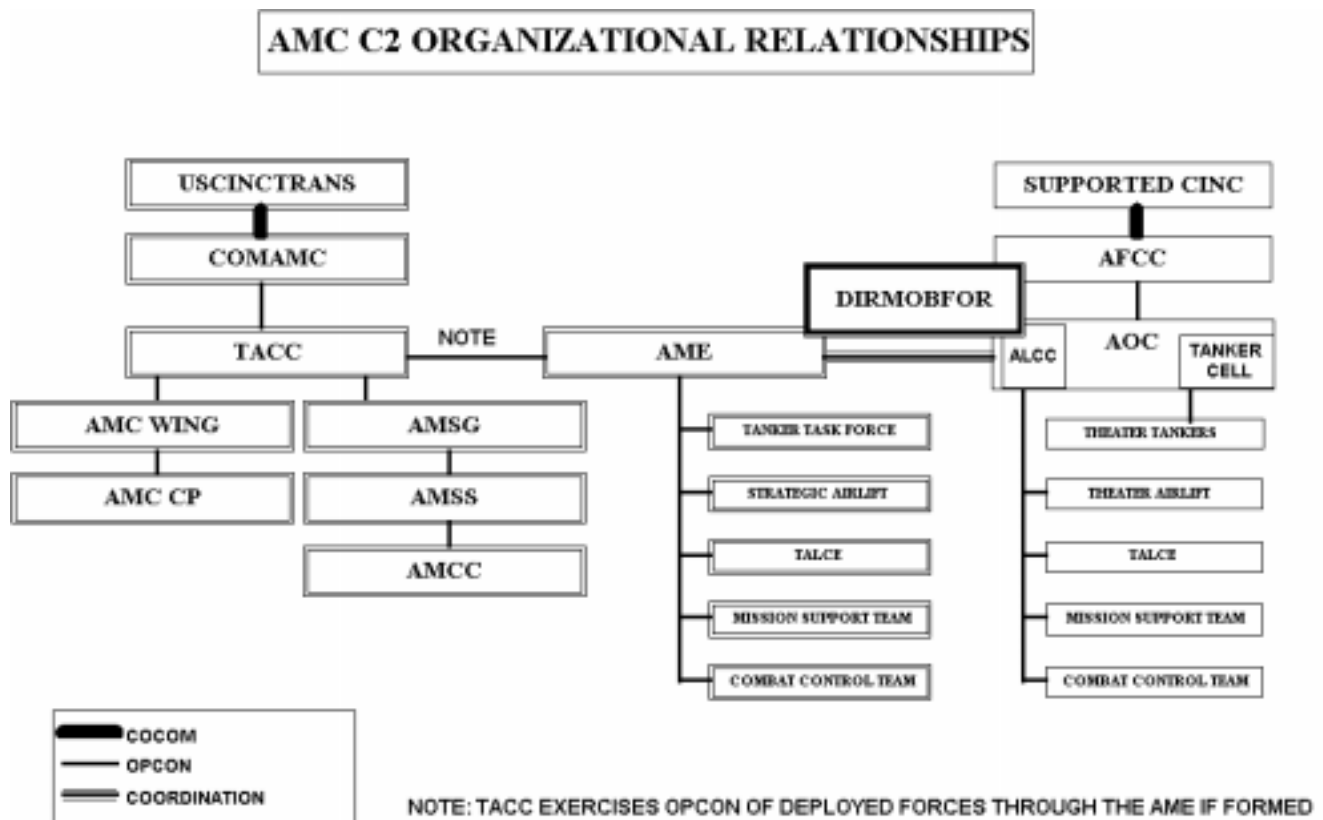 AMC C2 ORGANIZATIONAL RELATIONSHIPS
USCINCTRANS
SUPPORTED CINC
COMAMC
AFCC
DIRMOBFOR
TACC
NOTE
AME
ALCC
AOC
TANKER
CELL
AMC WING
AMSG
TANKER TASK FORCE
THEATER TANKERS
AMC CP
AMSS
STRATEGIC AIRLIFT
THEATER AIRLIFT
AMCC
TALCE
TALCE
MISSION SUPPORT TEAM
MISSION SUPPORT TEAM
COMBAT CONTROL TEAM
COMBAT CONTROL TEAM
COCOM
OPCON
COORDINATION
NOTE: TACC EXERCISES OPCON OF DEPLOYED FORCES THROUGH THE AME IF FORMED